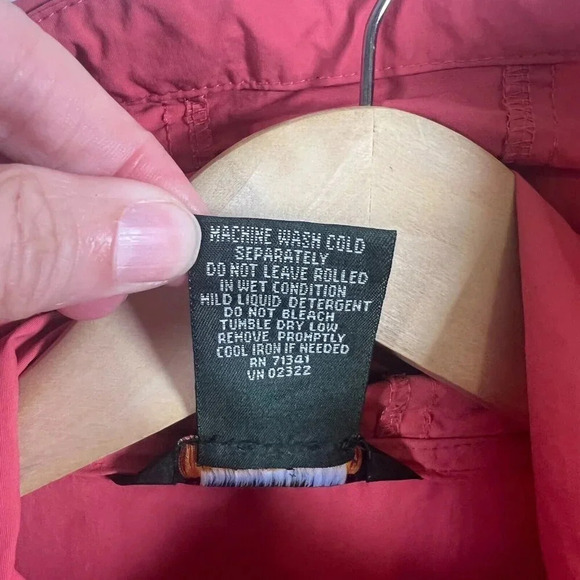 MACHINE WASH COLD
SEPARATELY
DO NOT LEAVE ROLLED
IN WET CONDITION
MILD LIQUID DETERGENT
DO NOT BLEACH
TUMBLE DRY LOW
REMOVE PROMPTLY
COOL IRON IF NEEDED
RN 71341
VN 02322